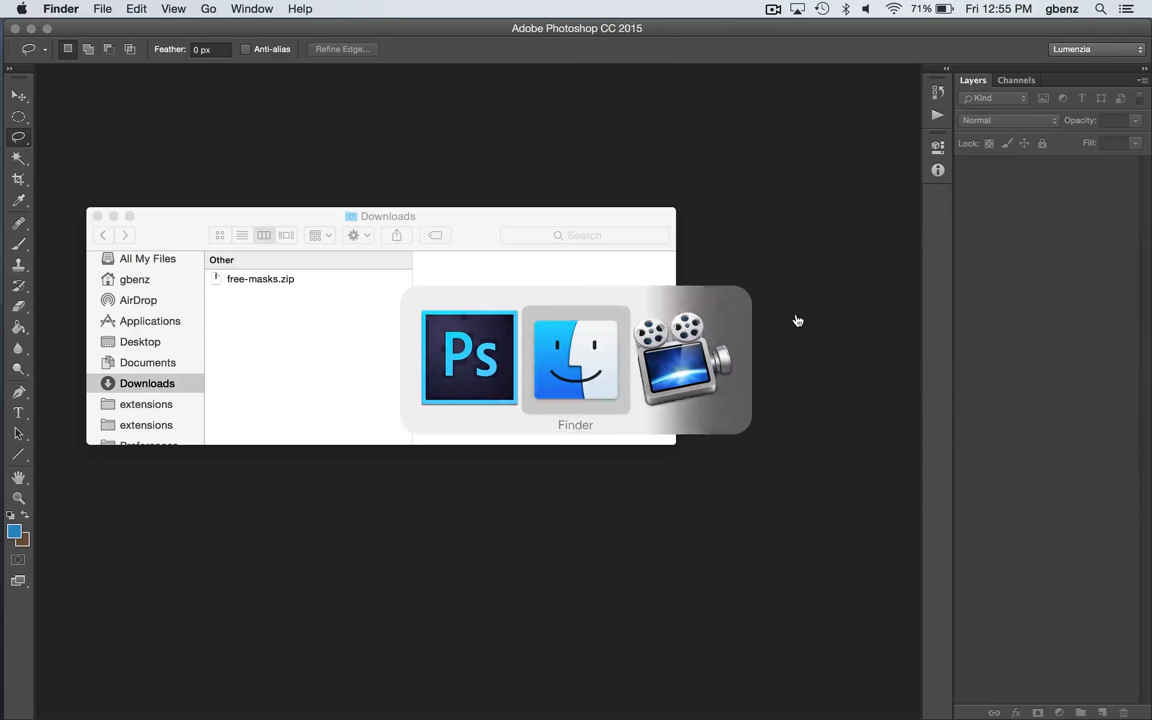 Finder File Edit View Go Window Help 71% Fri 12:55 PM gbenz
Adobe Photoshop CC 2015
Feather: 0 px Anti-alias Refine Edge... Lumenzia
Layers Channels
Kind
Normal Opacity:
Lock: Fill:
Downloads
Search
All My Files
gbenz
AirDrop
Applications
Desktop
Documents
Downloads
extensions
extensions
Other
free-masks.zip
Ps
Finder
T